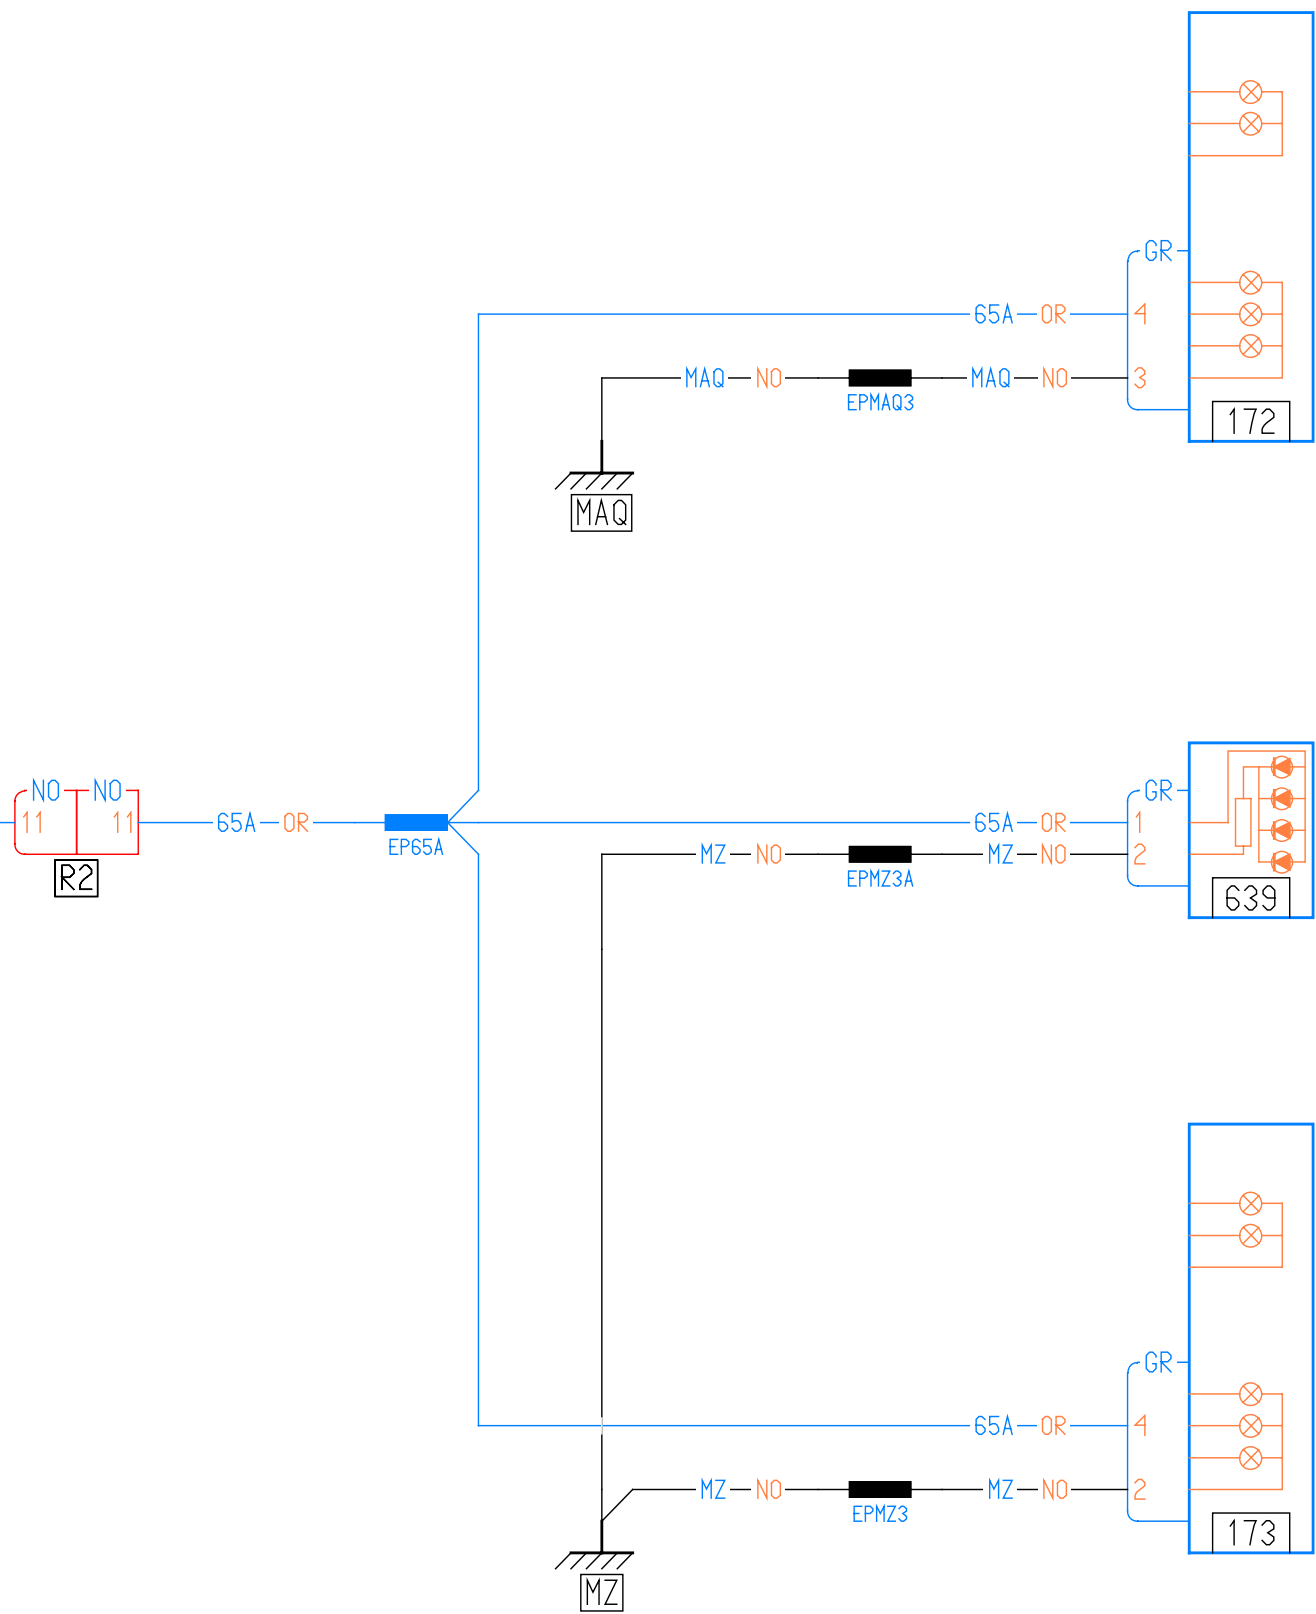 GR
65A OR 4
MAQ NO MAQ NO 3
EPMAQ3
172
MAQ
NO NO GR
11 11 65A OR 65A OR 1
EP65A MZ NO MZ NO 2
R2 EPMZ3A 639
GR
65A OR 4
MZ NO MZ NO 2
EPMZ3
173
MZ